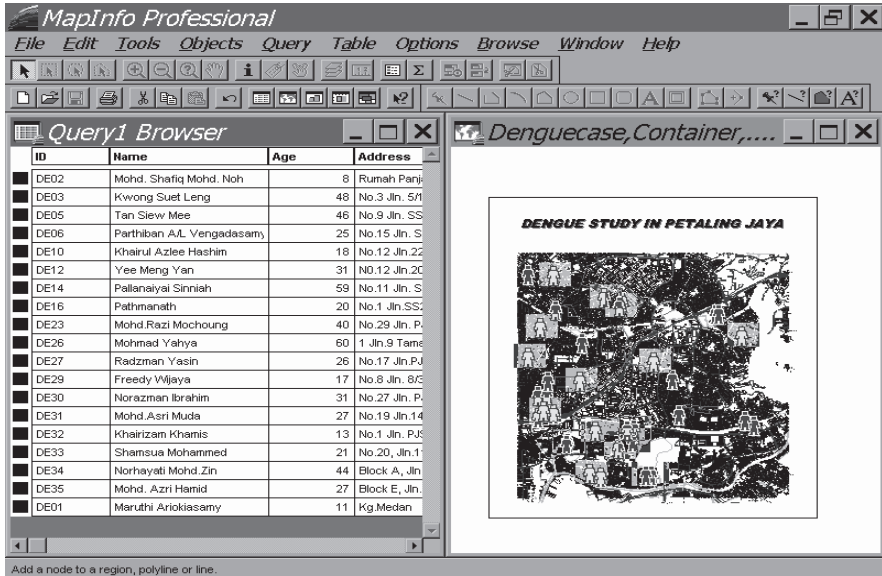 MapInfo Professional
File Edit Tools Objects Query Table Options Browse Window Help
Query1 Browser
ID Name Age Address
DE02 Mohd. Shafiq Mohd. Noh 8 Rumah Panj
DE03 Kwong Suet Leng 48 No.3 Jln. 5/1
DE05 Tan Siew Mee 46 No.9 Jln. SS
DE06 Parthiban A/L Vengadasamy 25 No.15 Jln. S
DE10 Khairul Azlee Hashim 18 No.12 Jln.22
DE12 Yee Meng Yan 31 N0.12 Jln.20
DE14 Pallanaiyai Sinniah 59 No.11 Jln. S
DE16 Pathmanath 20 No.1 Jln.SS2
DE23 Mohd.Razi Mochoung 40 No.29 Jln. P
DE26 Mohmad Yahya 60 1 Jln.9 Tama
DE27 Radzman Yasin 26 No.17 Jln.PJ
DE29 Freedy Wijaya 17 No.8 Jln. 8/3
DE30 Norazman Ibrahim 31 No.27 Jln. P
DE31 Mohd.Asri Muda 27 No.19 Jln.14
DE32 Khairizam Khamis 13 No.1 Jln. PJS
DE33 Shamsua Mohammed 21 No.20, Jln.1
DE34 Norhayati Mohd.Zin 44 Block A, Jln
DE35 Mohd. Azri Hamid 27 Block E, Jln.
DE01 Maruthi Ariokiasamy 11 Kg.Medan
Denguecase,Container,....
DENGUE STUDY IN PETALING JAYA
Add a node to a region, polyline or line.